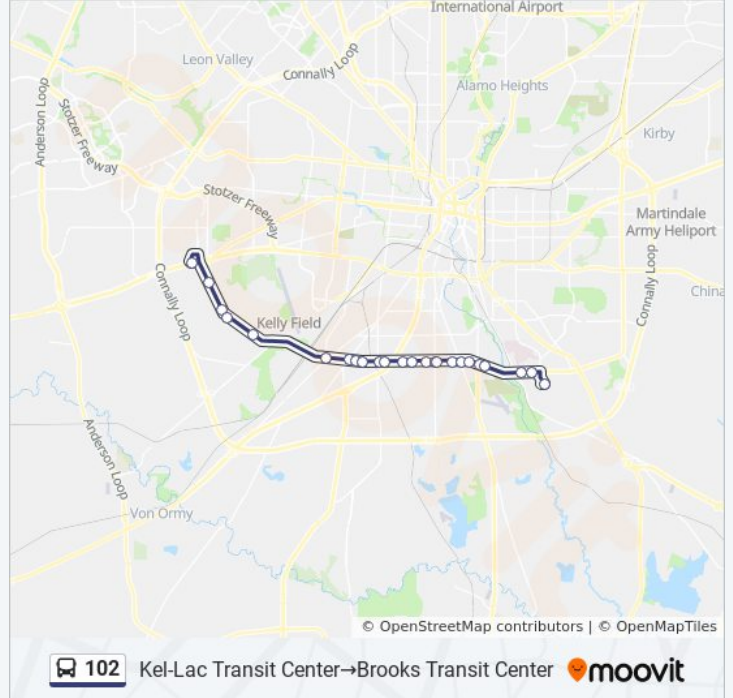 International Airport
Leon Valley
Connally Loop
Alamo Heights
Anderson Loop
Stotzer Freeway
Kirby
Stotzer Freeway
Martindale
Army Heliport
Connally Loop
Connally Loop
China
Kelly Field
Anderson Loop
Von Ormy
© OpenStreetMap contributors | © OpenMapTiles
102 Kel-Lac Transit Center→Brooks Transit Center moovit